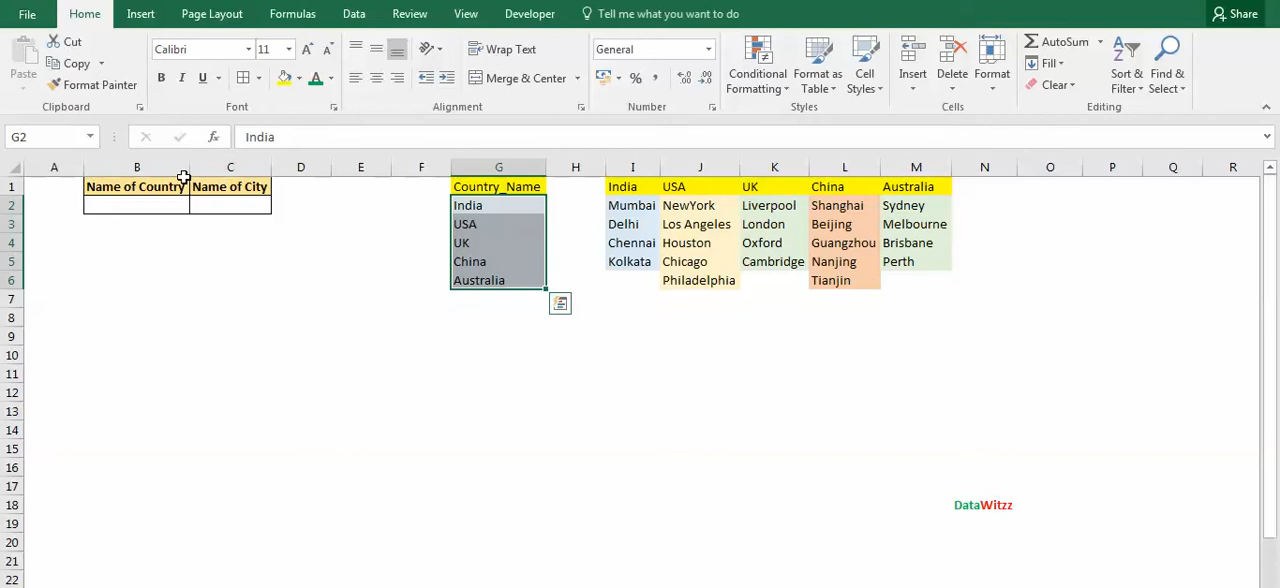 File Home Insert Page Layout Formulas Data Review View Developer Tell me what you want to do Share
Cut
Copy
Format Painter
Paste
Clipboard
Calibri 11
B I U A
Font
Wrap Text
Merge & Center
Alignment
General
% ,
Number
Conditional Formatting
Format as Table
Cell Styles
Styles
Insert Delete Format
Cells
AutoSum
Fill
Clear
Sort & Filter
Find & Select
Editing
G2 fx India
A B C D E F G H I J K L M N O P Q R
1 Name of Country Name of City Country_Name India USA UK China Australia
2 India Mumbai NewYork Liverpool Shanghai Sydney
3 USA Delhi Los Angeles London Beijing Melbourne
4 UK Chennai Houston Oxford Guangzhou Brisbane
5 China Kolkata Chicago Cambridge Nanjing Perth
6 Australia Philadelphia Tianjin
7
8
9
10
11
12
13
14
15
16
17
18 DataWitzz
19
20
21
22